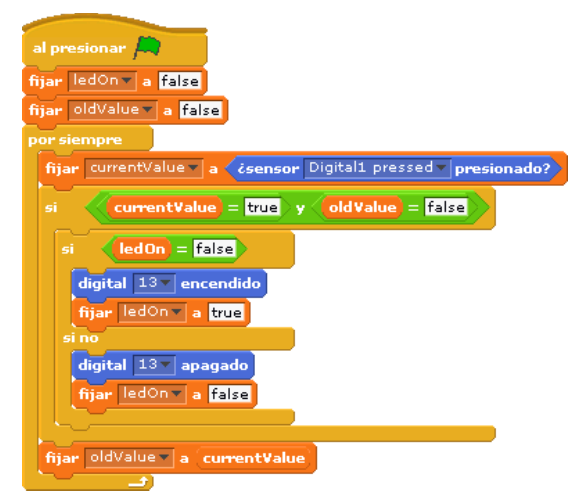 al presionar
fijar ledOn a false
fijar oldValue a false
por siempre
fijar currentValue a ¿sensor Digital1 pressed presionado?
si currentValue = true y oldValue = false
si ledOn = false
digital 13 encendido
fijar ledOn a true
si no
digital 13 apagado
fijar ledOn a false
fijar oldValue a currentValue